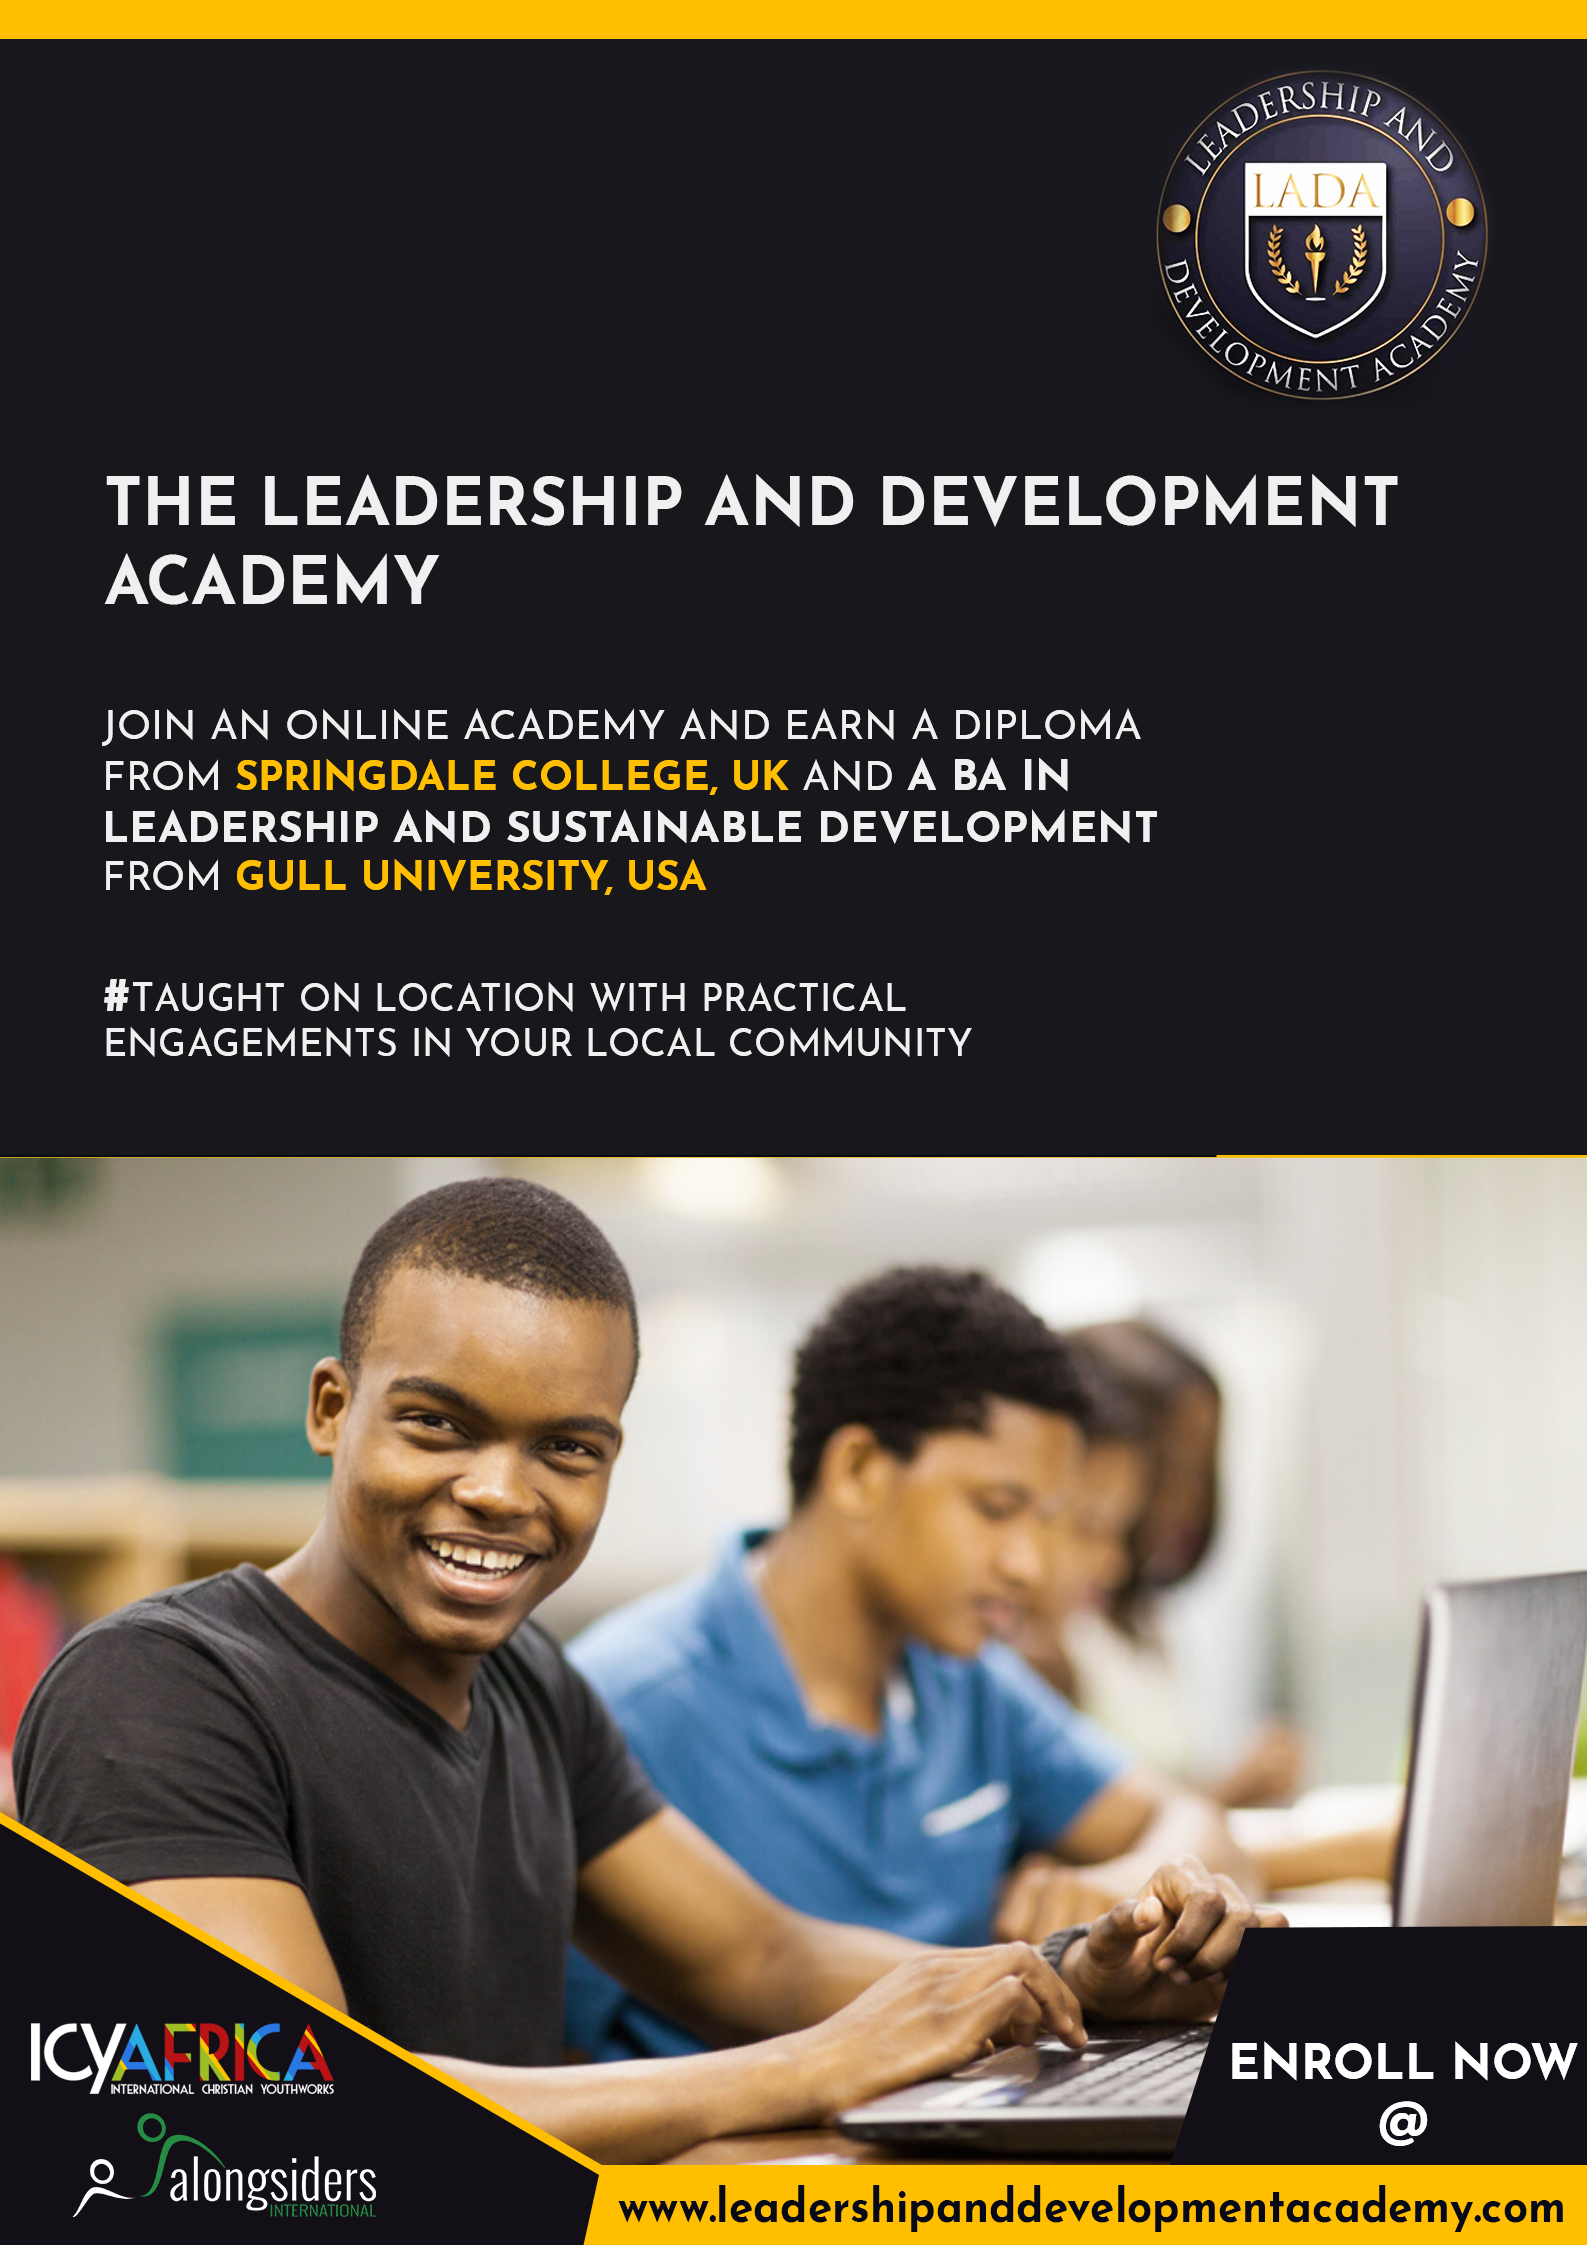 LEADERSHIP AND
LADA
DEVELOPMENT ACADEMY
THE LEADERSHIP AND DEVELOPMENT
ACADEMY
JOIN AN ONLINE ACADEMY AND EARN A DIPLOMA
FROM SPRINGDALE COLLEGE, UK AND A BA IN
LEADERSHIP AND SUSTAINABLE DEVELOPMENT
FROM GULL UNIVERSITY, USA
#TAUGHT ON LOCATION WITH PRACTICAL
ENGAGEMENTS IN YOUR LOCAL COMMUNITY
ICYAFRICA
INTERNATIONAL CHRISTIAN YOUTHWORKS
alongsiders
INTERNATIONAL
ENROLL NOW
@
www.leadershipanddevelopmentacademy.com